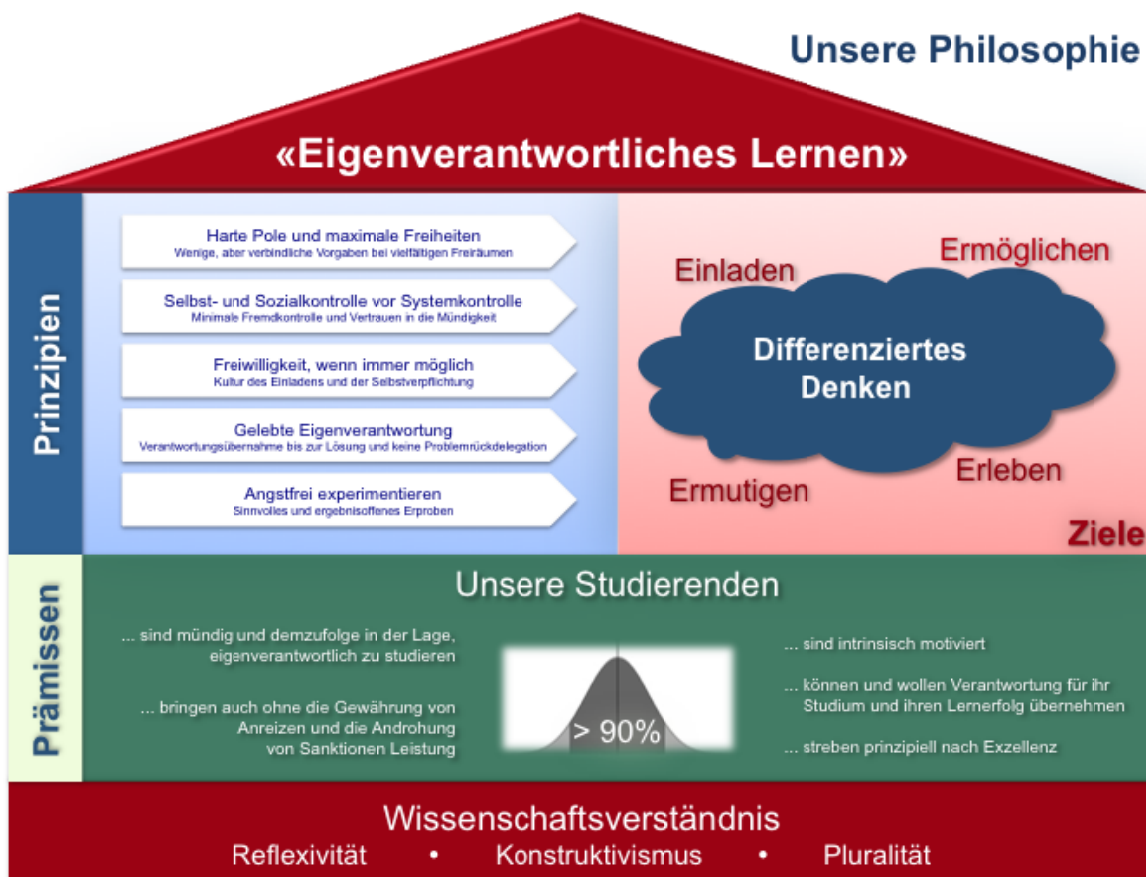 Unsere Philosophie
«Eigenverantwortliches Lernen»
Prinzipien
Harte Pole und maximale Freiheiten
Wenige, aber verbindliche Vorgaben bei vielfältigen Freiräumen
Selbst- und Sozialkontrolle vor Systemkontrolle
Minimale Fremdkontrolle und Vertrauen in die Mündigkeit
Freiwilligkeit, wenn immer möglich
Kultur des Einladens und der Selbstverpflichtung
Gelebte Eigenverantwortung
Verantwortungsübernahme bis zur Lösung und keine Problemrückdelegation
Angstfrei experimentieren
Sinnvolles und ergebnisoffenes Erproben
Einladen
Ermöglichen
Differenziertes
Denken
Ermutigen
Erleben
Ziele
Prämissen
Unsere Studierenden
... sind mündig und demzufolge in der Lage,
eigenverantwortlich zu studieren
... bringen auch ohne die Gewährung von
Anreizen und die Androhung
von Sanktionen Leistung
> 90%
... sind intrinsisch motiviert
... können und wollen Verantwortung für ihr
Studium und ihren Lernerfolg übernehmen
... streben prinzipiell nach Exzellenz
Wissenschaftsverständnis
Reflexivität • Konstruktivismus • Pluralität